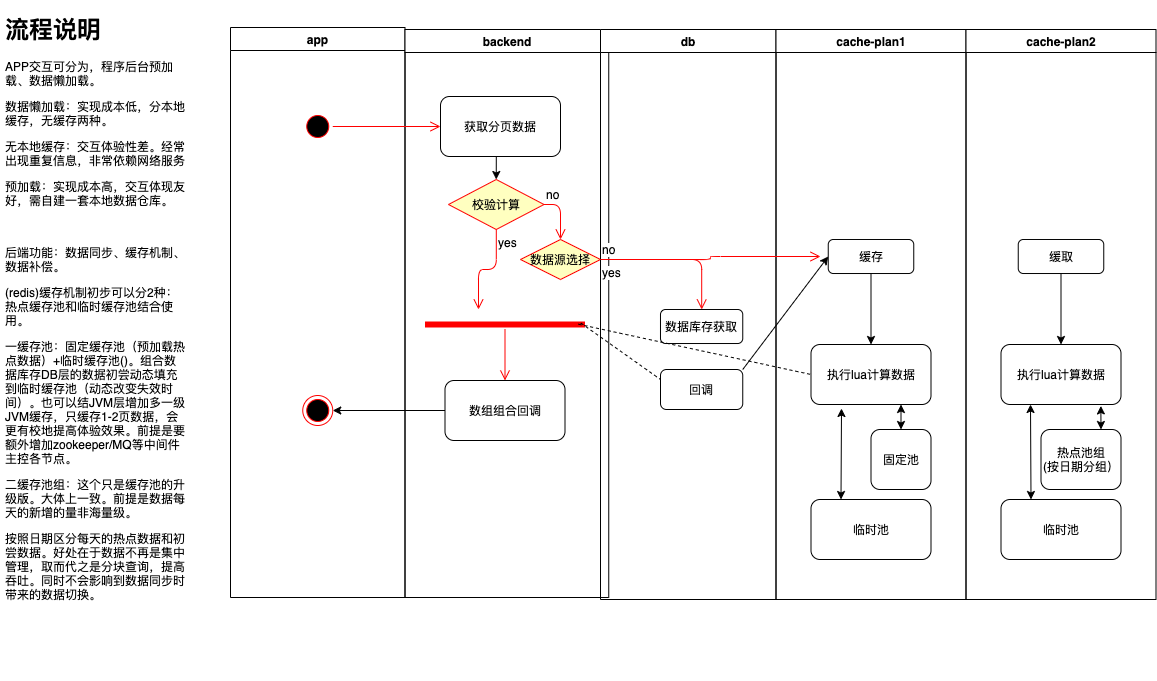 流程说明
APP交互可分为，程序后台预加
载、数据懒加载。
数据懒加载：实现成本低，分本地
缓存，无缓存两种。
无本地缓存：交互体验性差。经常
出现重复信息，非常依赖网络服务
预加载：实现成本高，交互体现友
好，需自建一套本地数据仓库。
后端功能：数据同步、缓存机制、
数据补偿。
(redis)缓存机制初步可以分2种：
热点缓存池和临时缓存池结合使
用。
一缓存池：固定缓存池（预加载热
点数据）+临时缓存池()。组合数
据库存DB层的数据初尝动态填充
到临时缓存池（动态改变失效时
间）。也可以结JVM层增加多一级
JVM缓存，只缓存1-2页数据，会
更有校地提高体验效果。前提是要
额外增加zookeeper/MQ等中间件
主控各节点。
二缓存池组：这个只是缓存池的升
级版。大体上一致。前提是数据每
天的新增的量非海量级。
按照日期区分每天的热点数据和初
尝数据。好处在于数据不再是集中
管理，取而代之是分块查询，提高
吞吐。同时不会影响到数据同步时
带来的数据切换。
app
backend
db
cache-plan1
cache-plan2
获取分页数据
校验计算
no
yes
数据源选择
no
yes
数组组合回调
数据库存获取
回调
缓存
执行lua计算数据
固定池
临时池
缓取
执行lua计算数据
热点池组
(按日期分组）
临时池